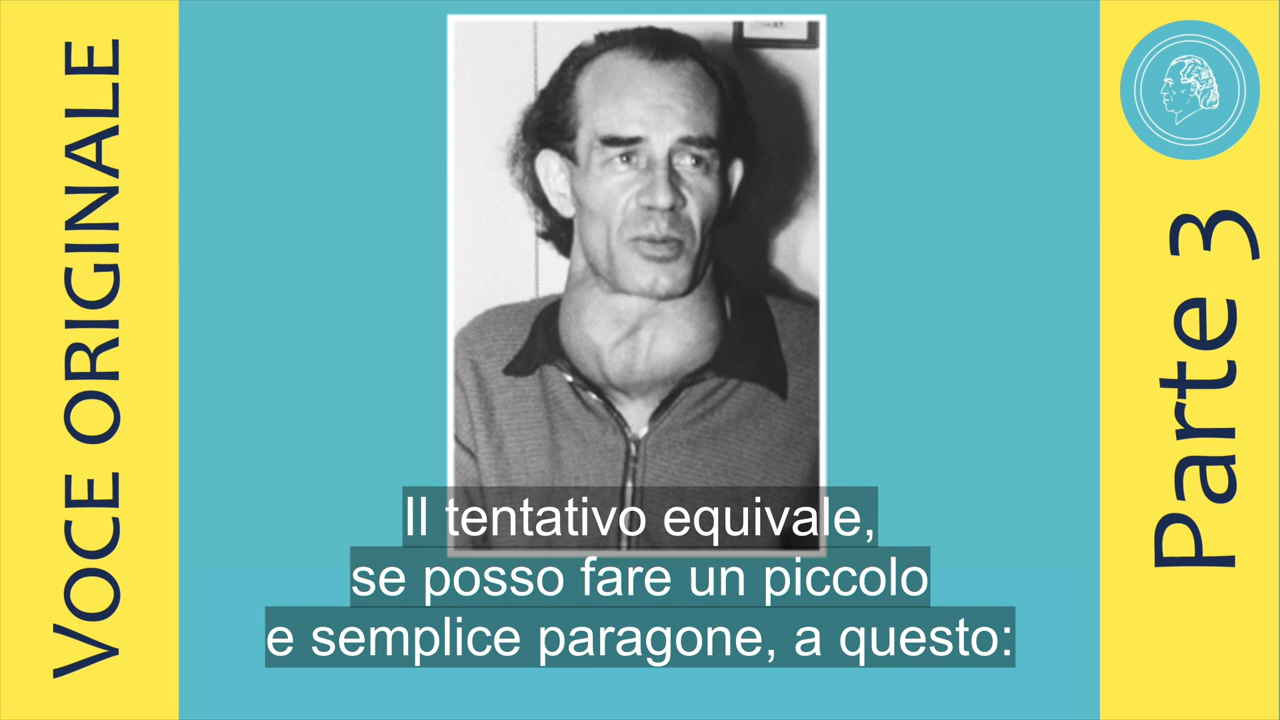 VOCE ORIGINALE
Il tentativo equivale,
se posso fare un piccolo
e semplice paragone, a questo:
Parte 3